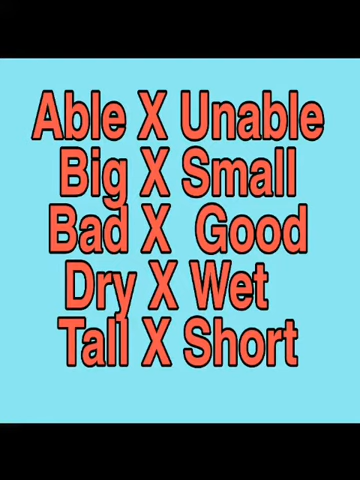 Able X Unable
Big X Small
Bad X Good
Dry X Wet
Tall X Short